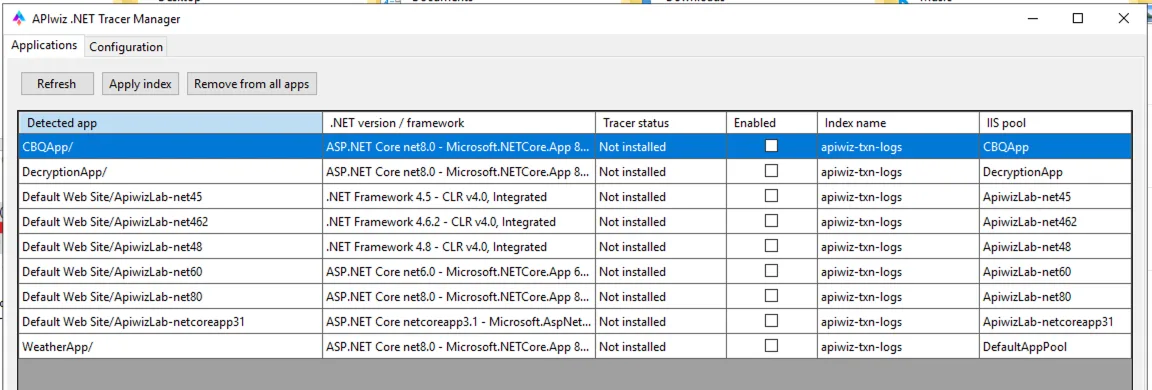 APIwiz .NET Tracer Manager
Applications Configuration
Refresh Apply index Remove from all apps
Detected app .NET version / framework Tracer status Enabled Index name IIS pool
CBQApp/ ASP.NET Core net8.0 - Microsoft.NETCore.App 8... Not installed apiwiz-txn-logs CBQApp
DecryptionApp/ ASP.NET Core net8.0 - Microsoft.NETCore.App 8... Not installed apiwiz-txn-logs DecryptionApp
Default Web Site/ApiwizLab-net45 .NET Framework 4.5 - CLR v4.0, Integrated Not installed apiwiz-txn-logs ApiwizLab-net45
Default Web Site/ApiwizLab-net462 .NET Framework 4.6.2 - CLR v4.0, Integrated Not installed apiwiz-txn-logs ApiwizLab-net462
Default Web Site/ApiwizLab-net48 .NET Framework 4.8 - CLR v4.0, Integrated Not installed apiwiz-txn-logs ApiwizLab-net48
Default Web Site/ApiwizLab-net60 ASP.NET Core net6.0 - Microsoft.NETCore.App 6... Not installed apiwiz-txn-logs ApiwizLab-net60
Default Web Site/ApiwizLab-net80 ASP.NET Core net8.0 - Microsoft.NETCore.App 8... Not installed apiwiz-txn-logs ApiwizLab-net80
Default Web Site/ApiwizLab-netcoreapp31 ASP.NET Core netcoreapp3.1 - Microsoft.AspNet... Not installed apiwiz-txn-logs ApiwizLab-netcoreapp31
WeatherApp/ ASP.NET Core net8.0 - Microsoft.NETCore.App 8... Not installed apiwiz-txn-logs DefaultAppPool